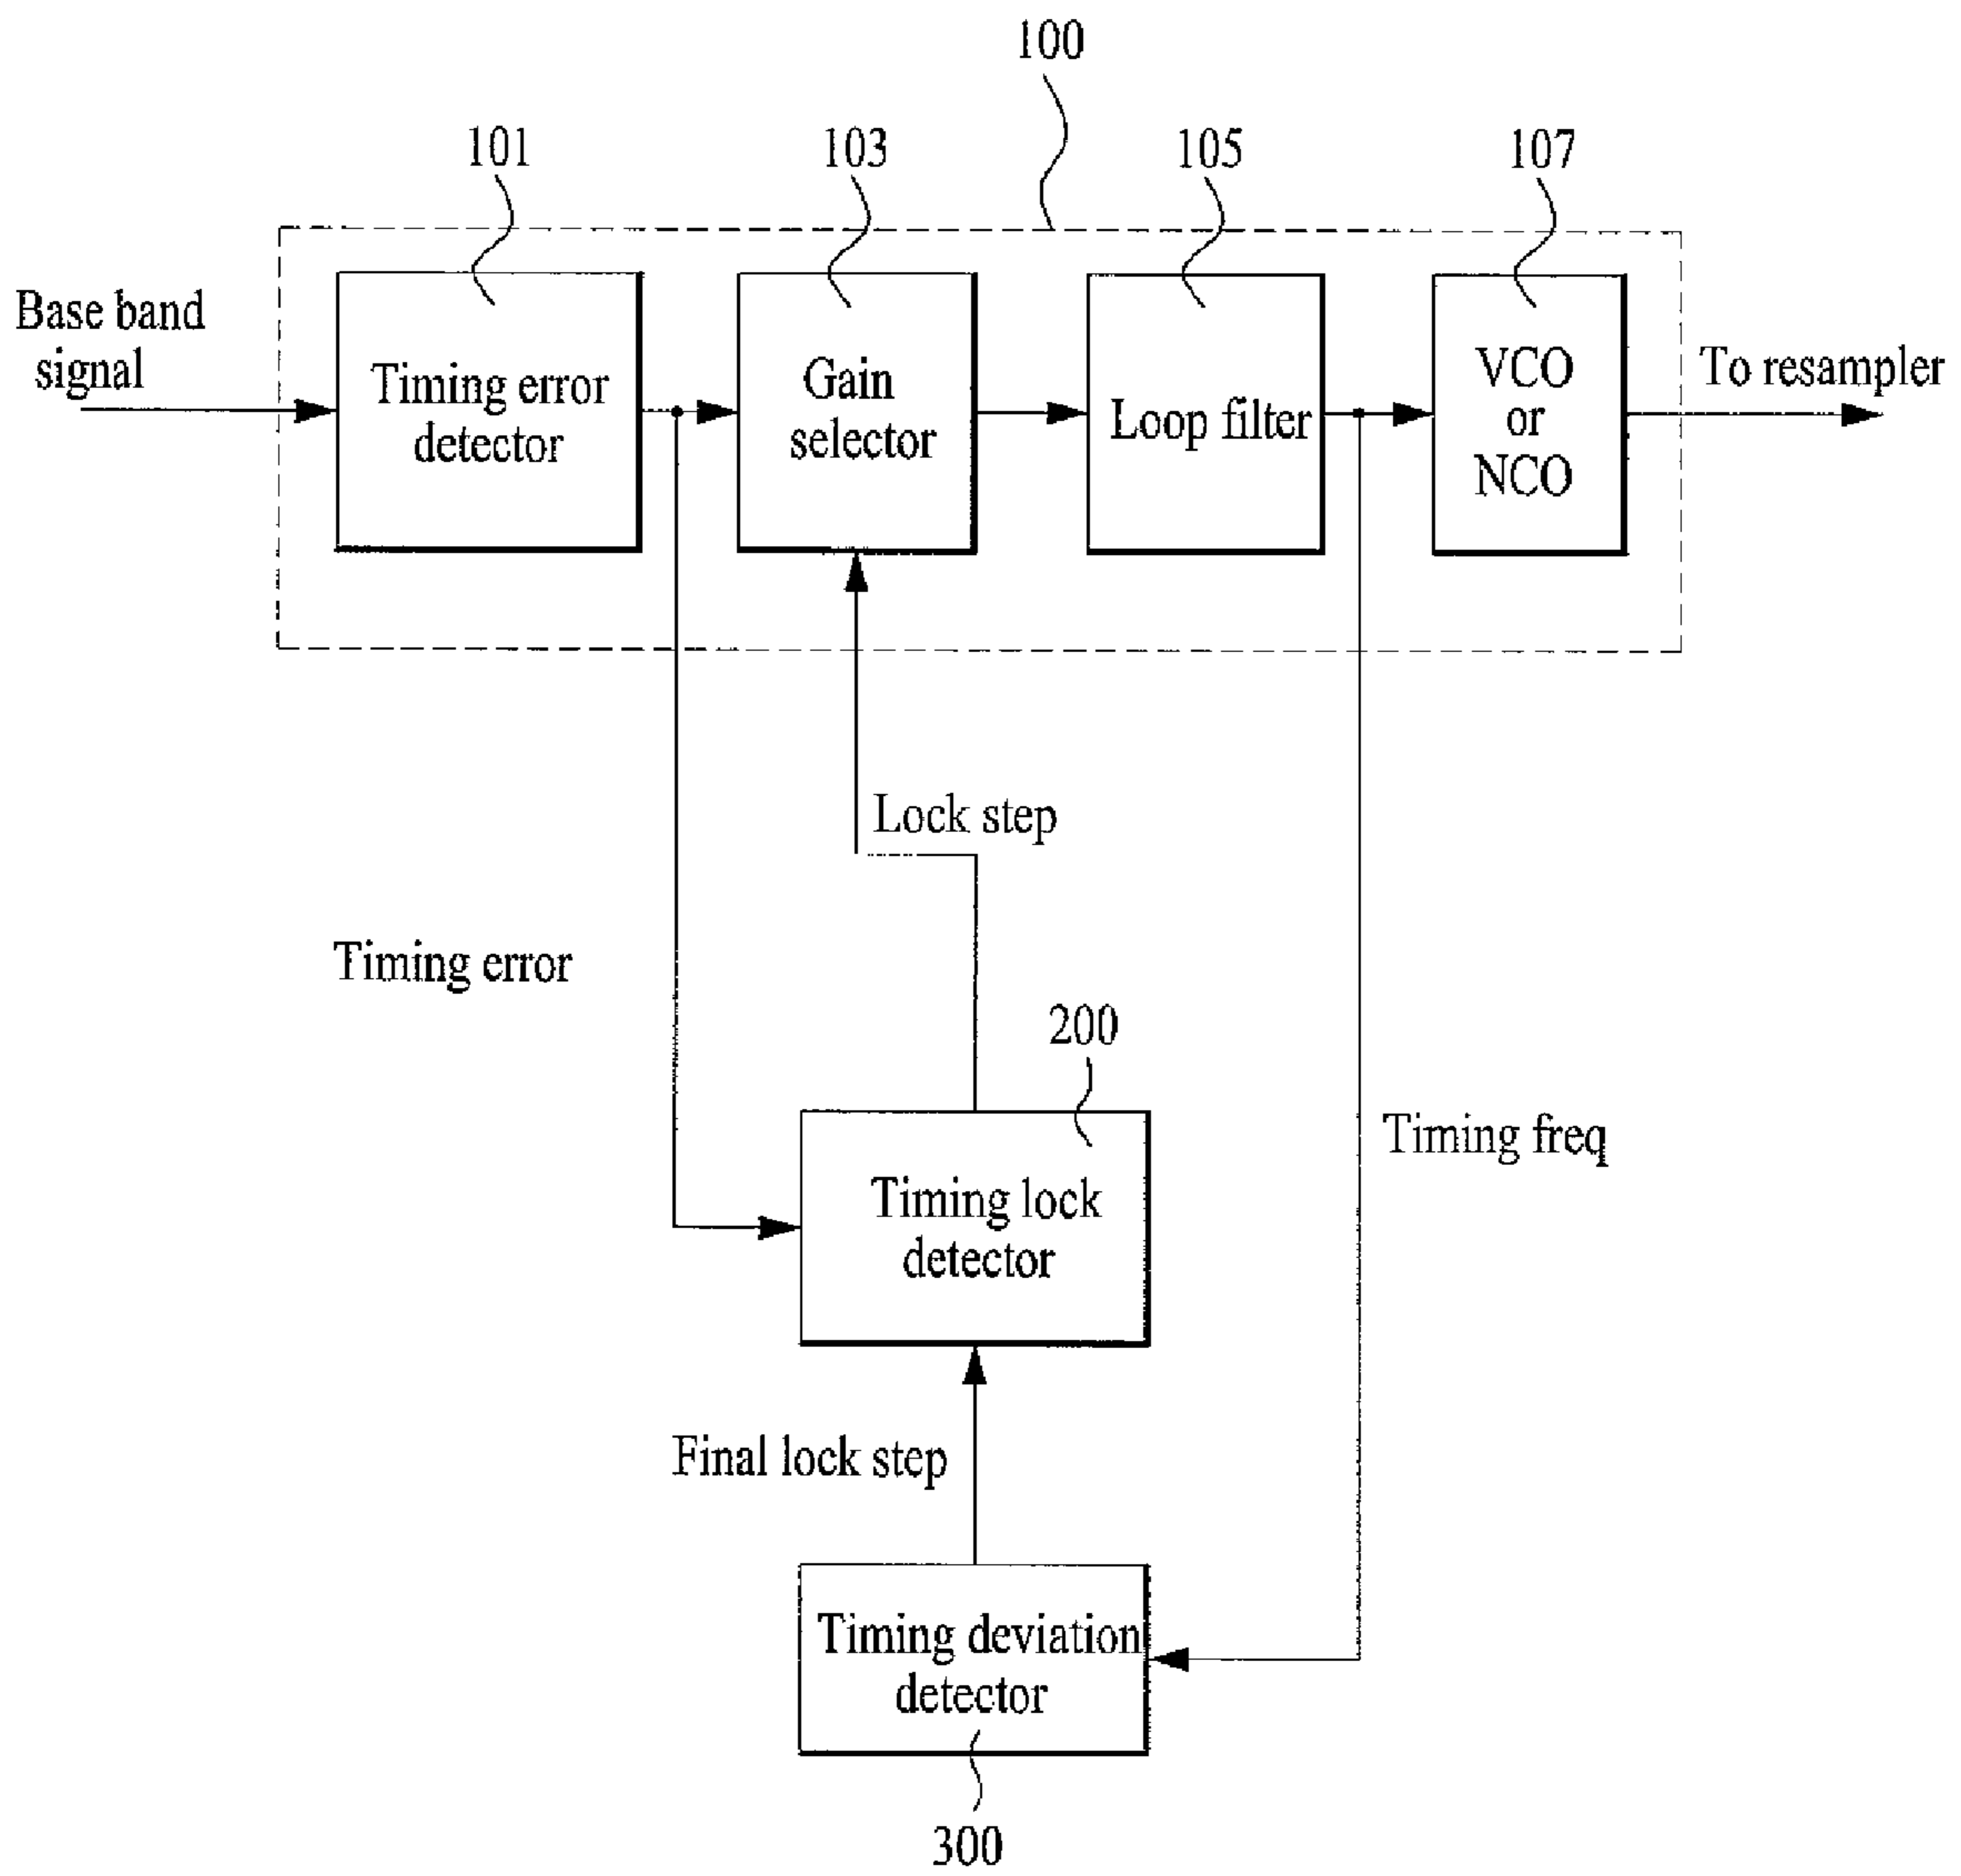 100
101
103
105
107
Base band
signal
Timing error
detector
Gain
selector
Loop filter
VCO
or
NCO
To resampler
Lock step
Timing error
200
Timing freq
Timing lock
detector
Final lock step
Timing deviation
detector
300